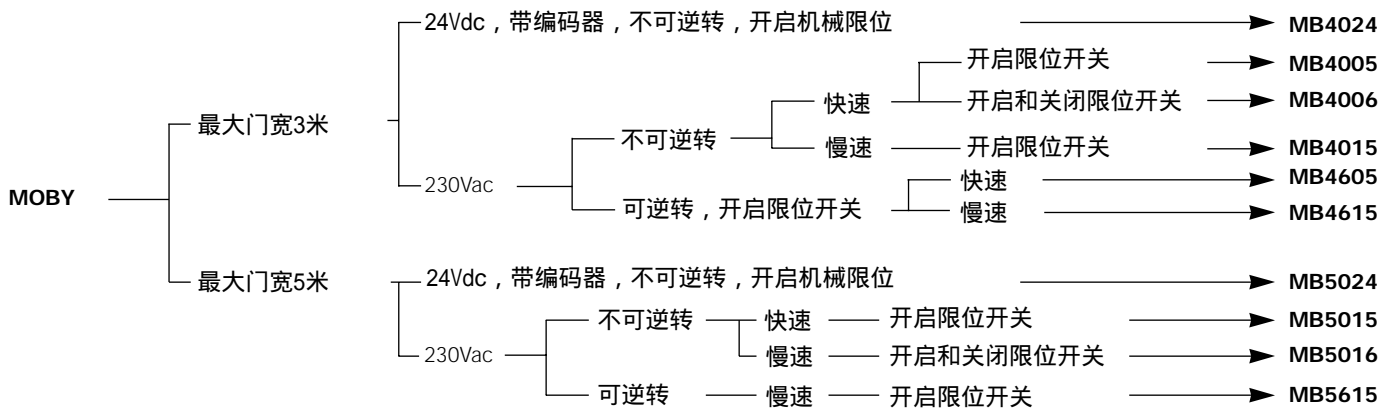 24Vdc，带编码器，不可逆转，开启机械限位 MB4024
开启限位开关 MB4005
快速 开启和关闭限位开关 MB4006
最大门宽3米 不可逆转
慢速 开启限位开关 MB4015
230Vac 快速 MB4605
MOBY 可逆转，开启限位开关 慢速 MB4615
最大门宽5米 24Vdc，带编码器，不可逆转，开启机械限位 MB5024
不可逆转 快速 开启限位开关 MB5015
230Vac 慢速 开启和关闭限位开关 MB5016
可逆转 慢速 开启限位开关 MB5615